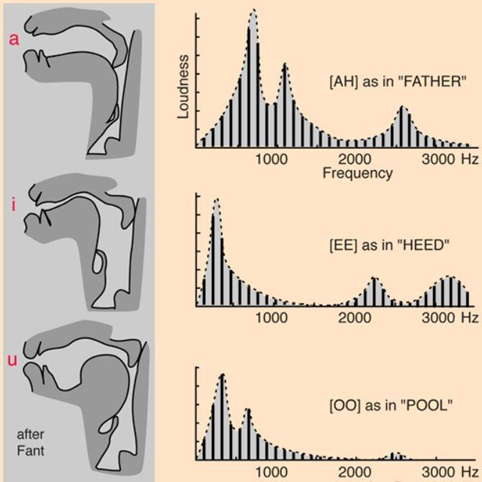 a
Loudness
[AH] as in "FATHER"
1000 2000 3000 Hz
Frequency
i
[EE] as in "HEED"
1000 2000 3000 Hz
u
[OO] as in "POOL"
after
Fant
1000 2000 3000 Hz